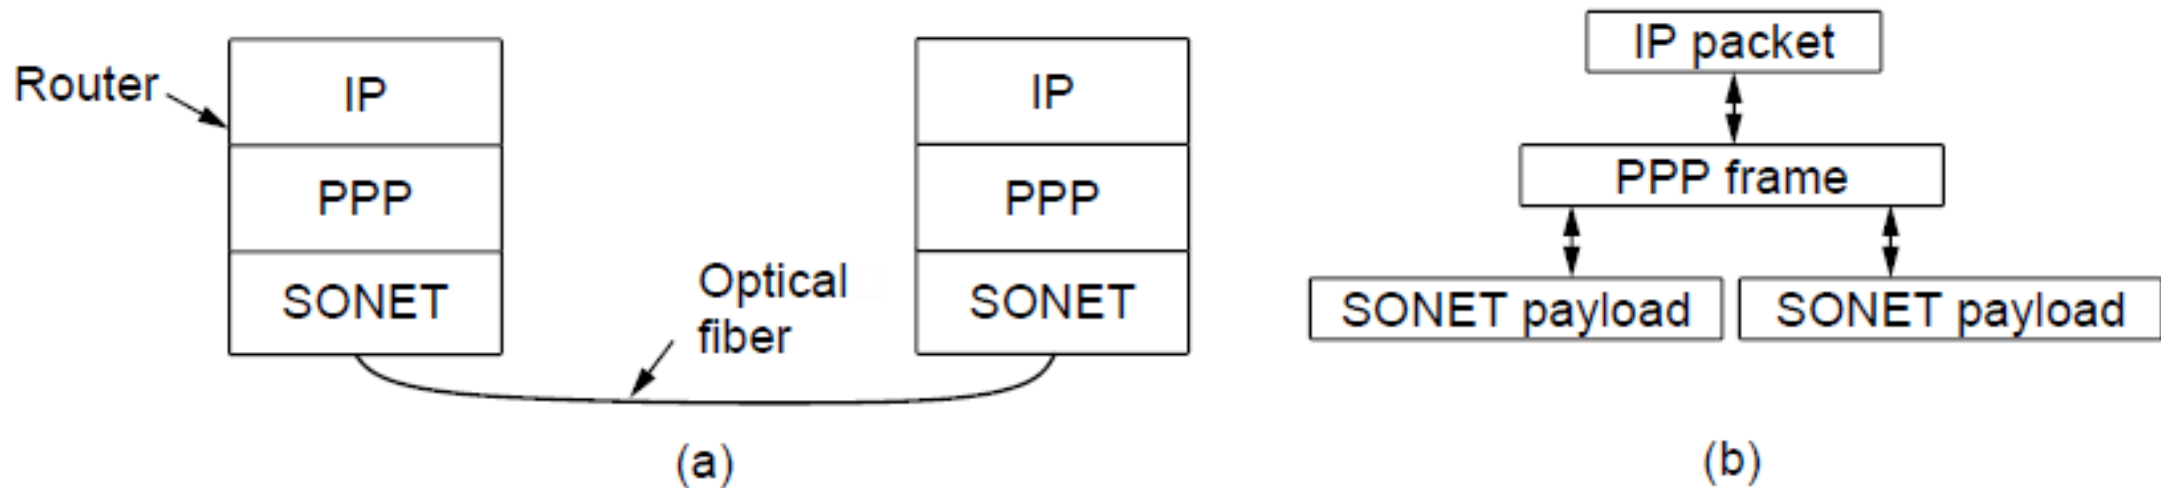 Router
IP
PPP
SONET
Optical
fiber
IP
PPP
SONET
(a)
IP packet
PPP frame
SONET payload
SONET payload
(b)